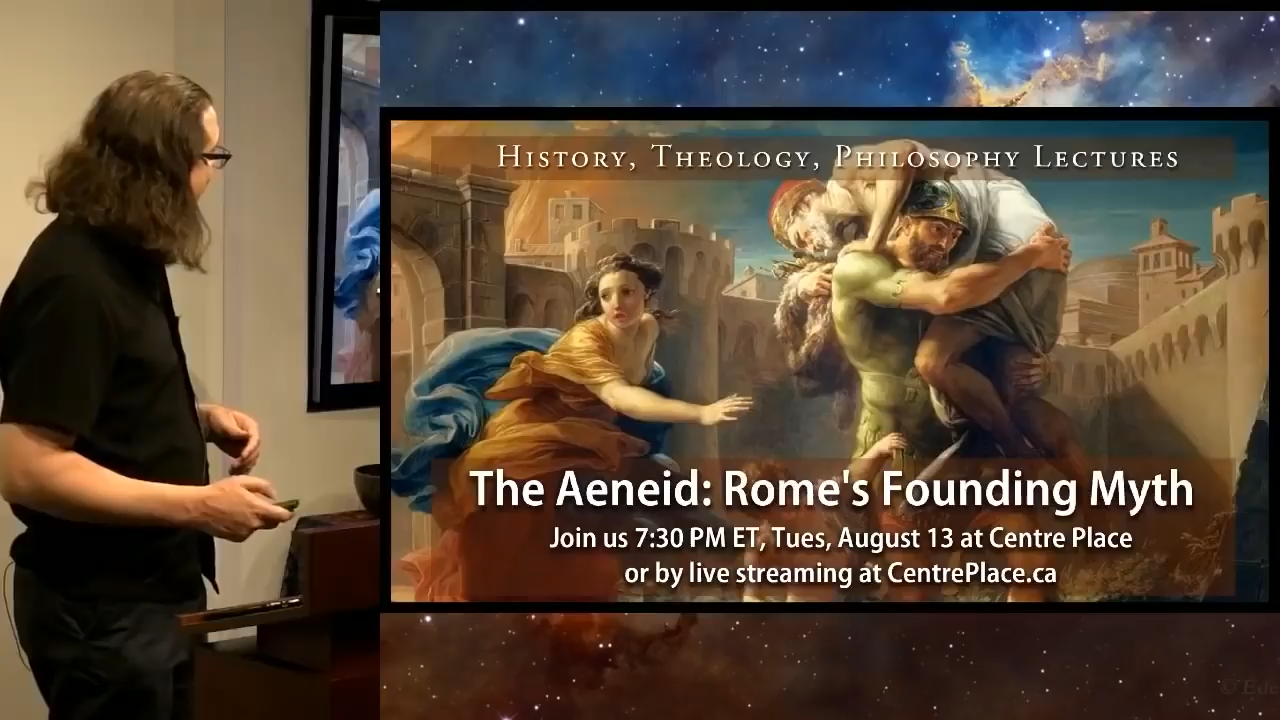 History, Theology, Philosophy Lectures
The Aeneid: Rome's Founding Myth
Join us 7:30 PM ET, Tues, August 13 at Centre Place
or by live streaming at CentrePlace.ca